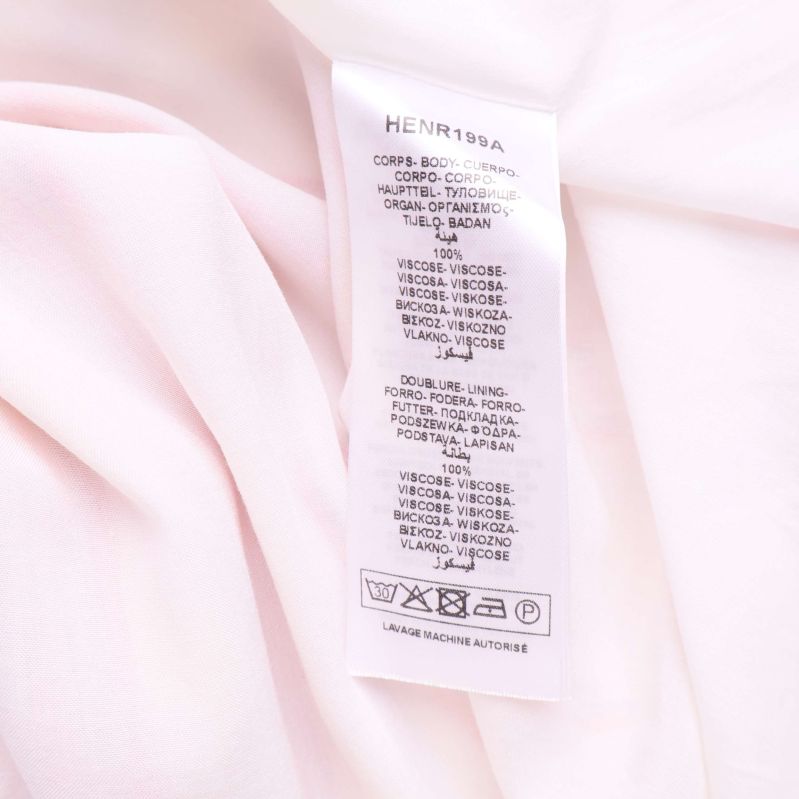 HENR199A
CORPS- BODY- CUERPO-
CORPO- CORPO-
HAUPTTEIL- ТУЛОВИЩЕ-
ORGAN- ΟΡΓΑΝΙΣΜΌς-
TIJELO- BADAN
هيئة
100%
VISCOSE- VISCOSE-
VISCOSA- VISCOSA-
VISCOSE- VISKOSE-
ВИСКОЗА- WISKOZA-
ΒΙΣΚΟΖ- VISKOZNO
VLAKNO- VISCOSE
فيسكوز
DOUBLURE- LINING-
FORRO- FODERA- FORRO-
FUTTER- ПОДКЛАДКА-
PODSZEWKA- ΦΌΔΡΑ-
PODSTAVA- LAPISAN
بطانة
100%
VISCOSE- VISCOSE-
VISCOSA- VISCOSA-
VISCOSE- VISKOSE-
ВИСКОЗА- WISKOZA-
ΒΙΣΚΟΖ- VISKOZNO
VLAKNO- VISCOSE
فيسكوز
30 P
LAVAGE MACHINE AUTORISÉ